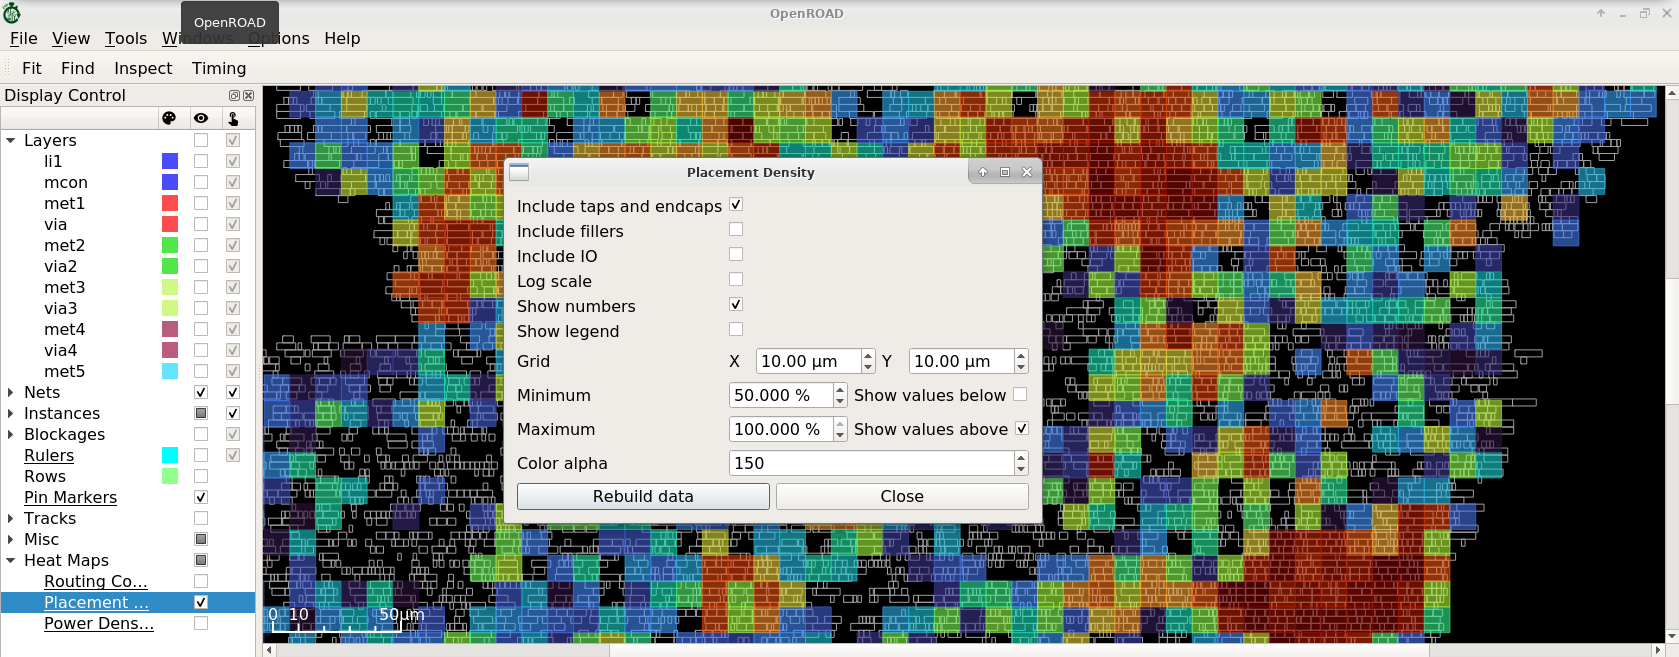 OpenROAD
OpenROAD
File View Tools Windows Options Help
Fit Find Inspect Timing
Display Control
Layers
li1
mcon
met1
via
met2
via2
met3
via3
met4
via4
met5
Nets
Instances
Blockages
Rulers
Rows
Pin Markers
Tracks
Misc
Heat Maps
Routing Co...
Placement ...
Power Dens...
Placement Density
Include taps and endcaps
Include fillers
Include IO
Log scale
Show numbers
Show legend
Grid X 10.00 μm Y 10.00 μm
Minimum 50.000 % Show values below
Maximum 100.000 % Show values above
Color alpha 150
Rebuild data Close
0 10 50μm